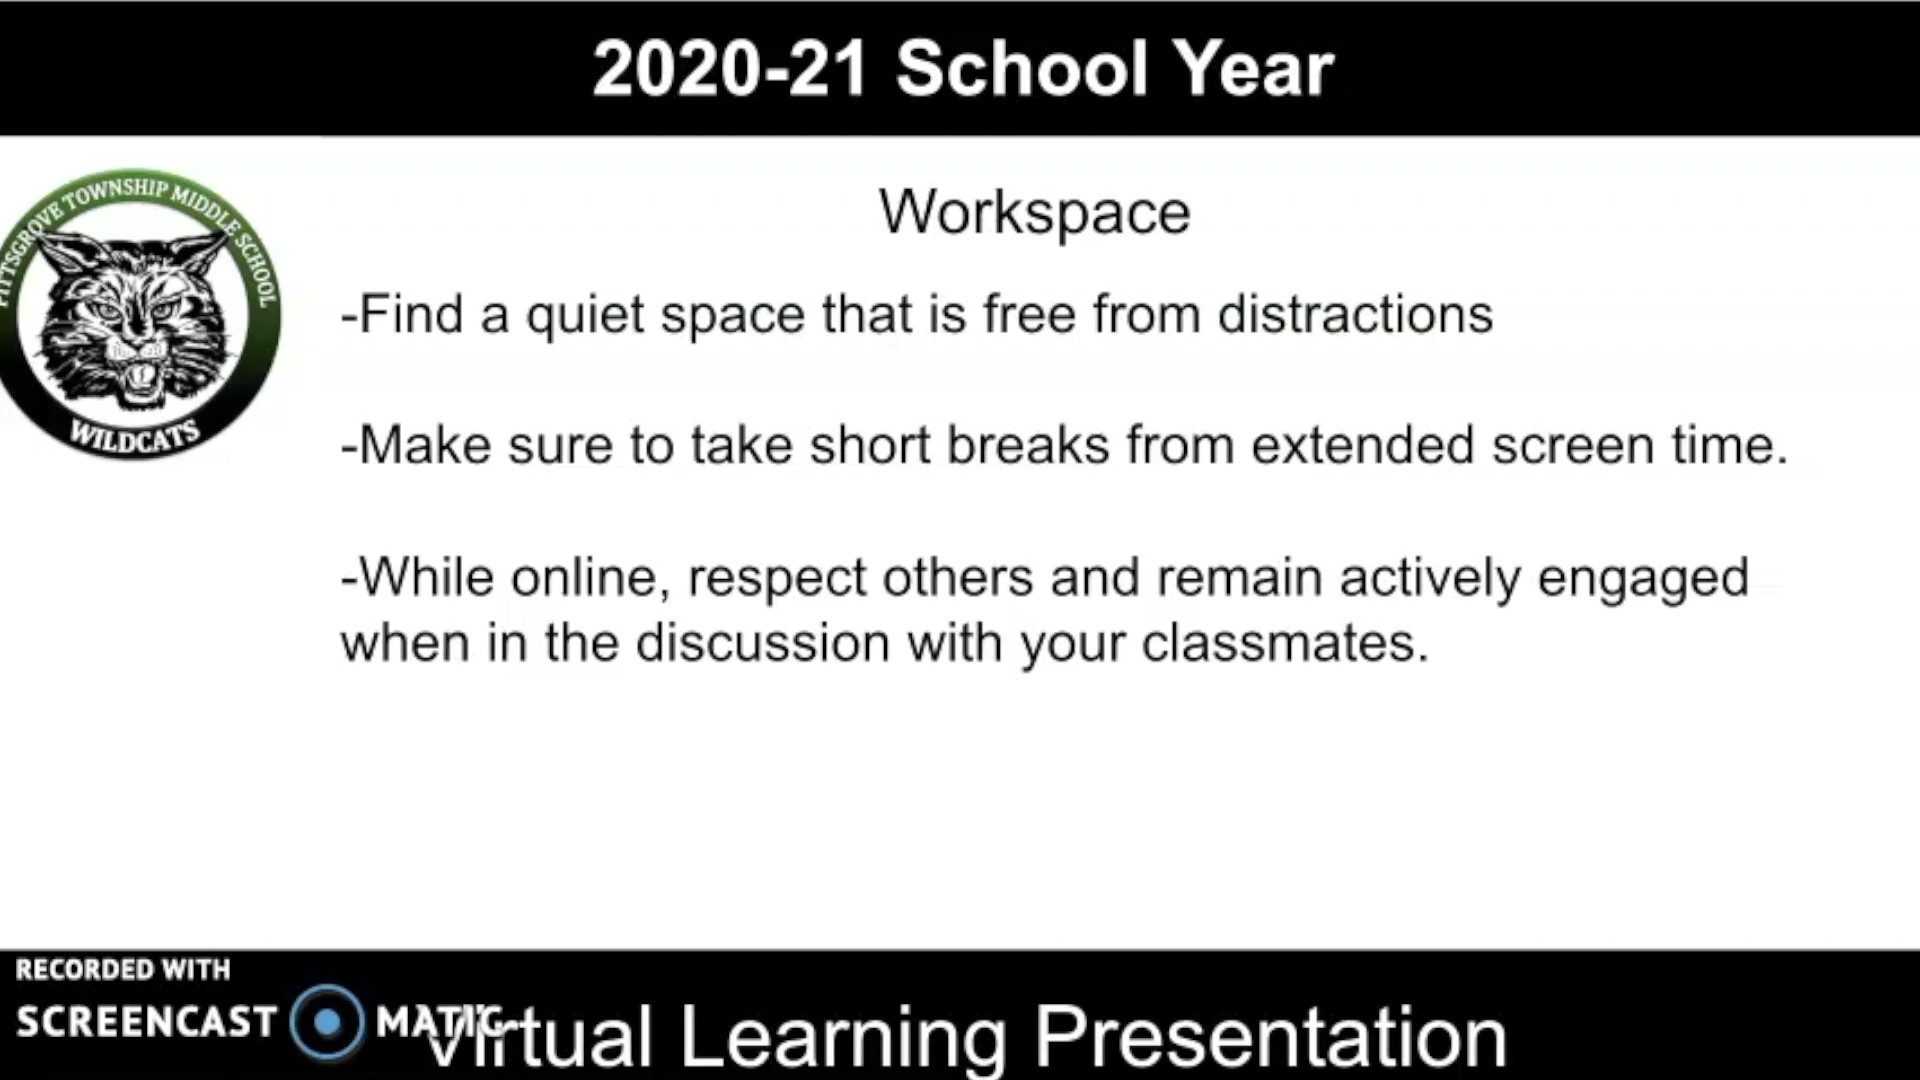 2020-21 School Year
PITTSGROVE TOWNSHIP MIDDLE SCHOOL
WILDCATS
Workspace
-Find a quiet space that is free from distractions
-Make sure to take short breaks from extended screen time.
-While online, respect others and remain actively engaged
when in the discussion with your classmates.
RECORDED WITH
SCREENCAST MATIC
Virtual Learning Presentation